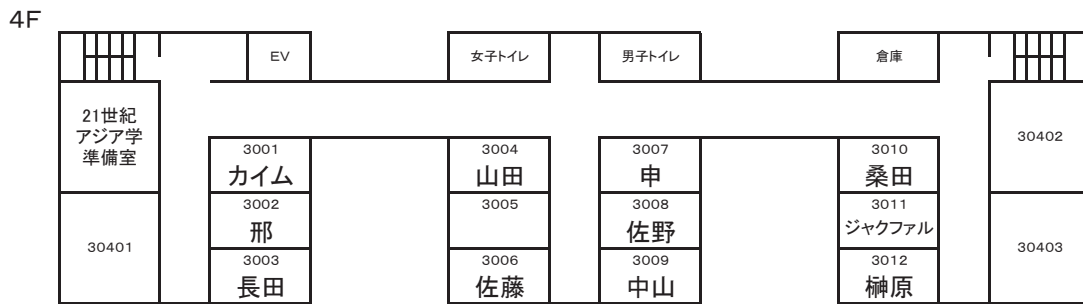 4F
EV
女子トイレ
男子トイレ
倉庫
21世紀
アジア学
準備室
30401
3001
カイム
3002
邢
3003
長田
3004
山田
3005
3006
佐藤
3007
申
3008
佐野
3009
中山
3010
桑田
3011
ジャクファル
3012
榊原
30402
30403